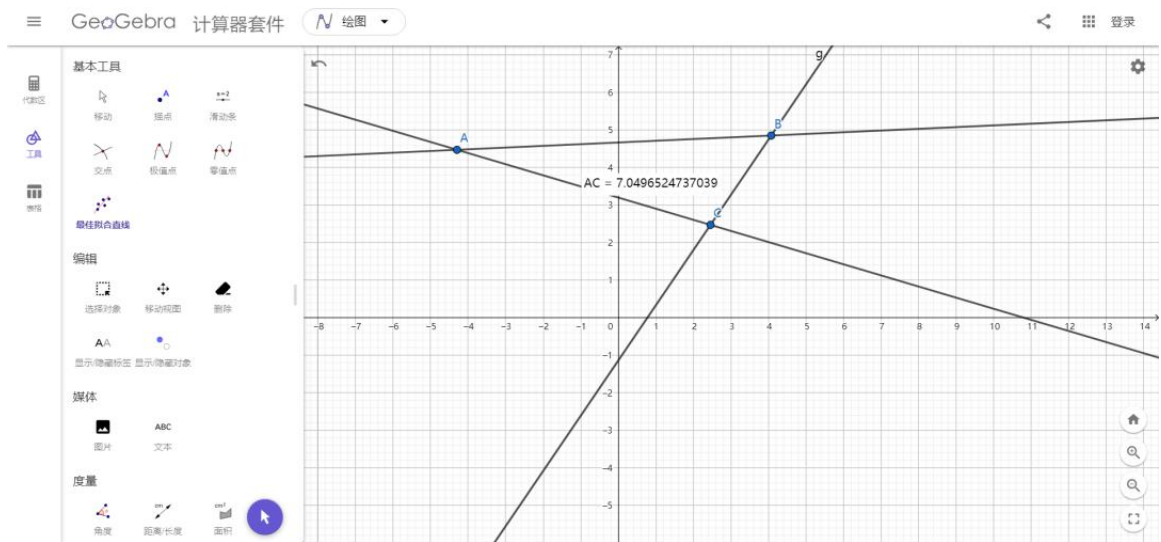 GeoGebra 计算器套件 绘图 登录
代数区
工具
表格
基本工具
移动 描点 滑动条
A
a=2
交点 极值点 零值点
最佳拟合直线
编辑
选择对象 移动视图 删除
AA
显示/隐藏标签 显示/隐藏对象
媒体
ABC
图片 文本
度量
cm cm²
角度 距离/长度 面积
g
A
B
AC = 7.0496524737039
C
7
6
5
4
3
2
1
-8 -7 -6 -5 -4 -3 -2 -1 0 1 2 3 4 5 6 7 8 9 10 11 12 13 14
-1
-2
-3
-4
-5